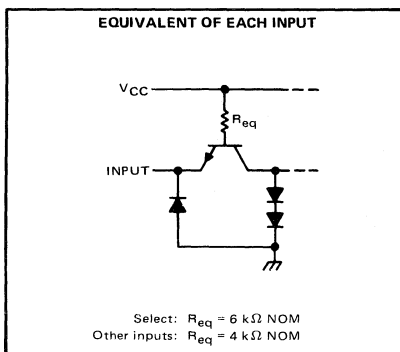 EQUIVALENT OF EACH INPUT
VCC
Req
INPUT
Select: Req = 6 kΩ NOM
Other inputs: Req = 4 kΩ NOM